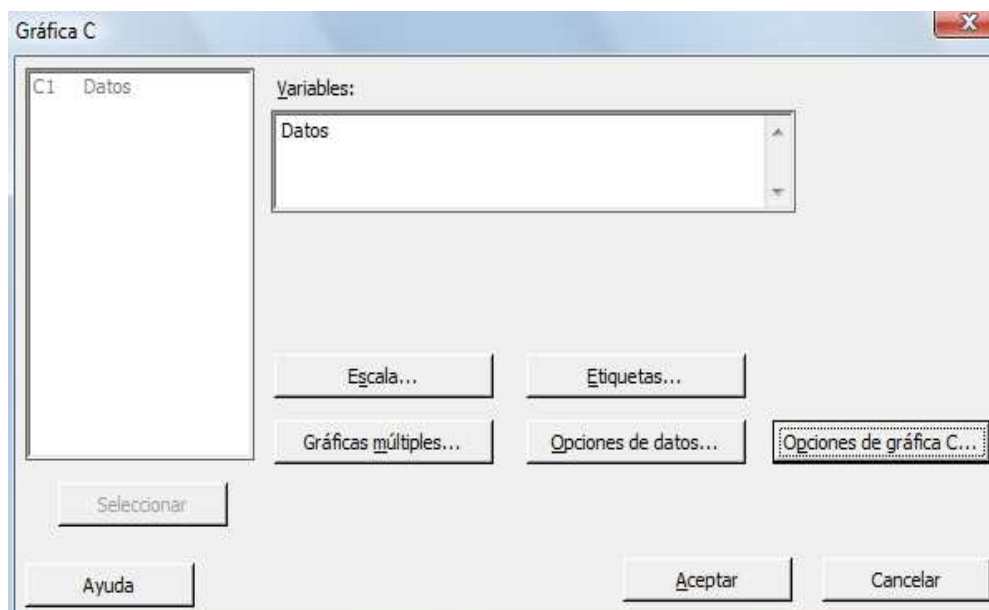 Gráfica C
C1 Datos
Variables:
Datos
Escala...
Etiquetas...
Gráficas múltiples...
Opciones de datos...
Opciones de gráfica C...
Seleccionar
Ayuda
Aceptar
Cancelar